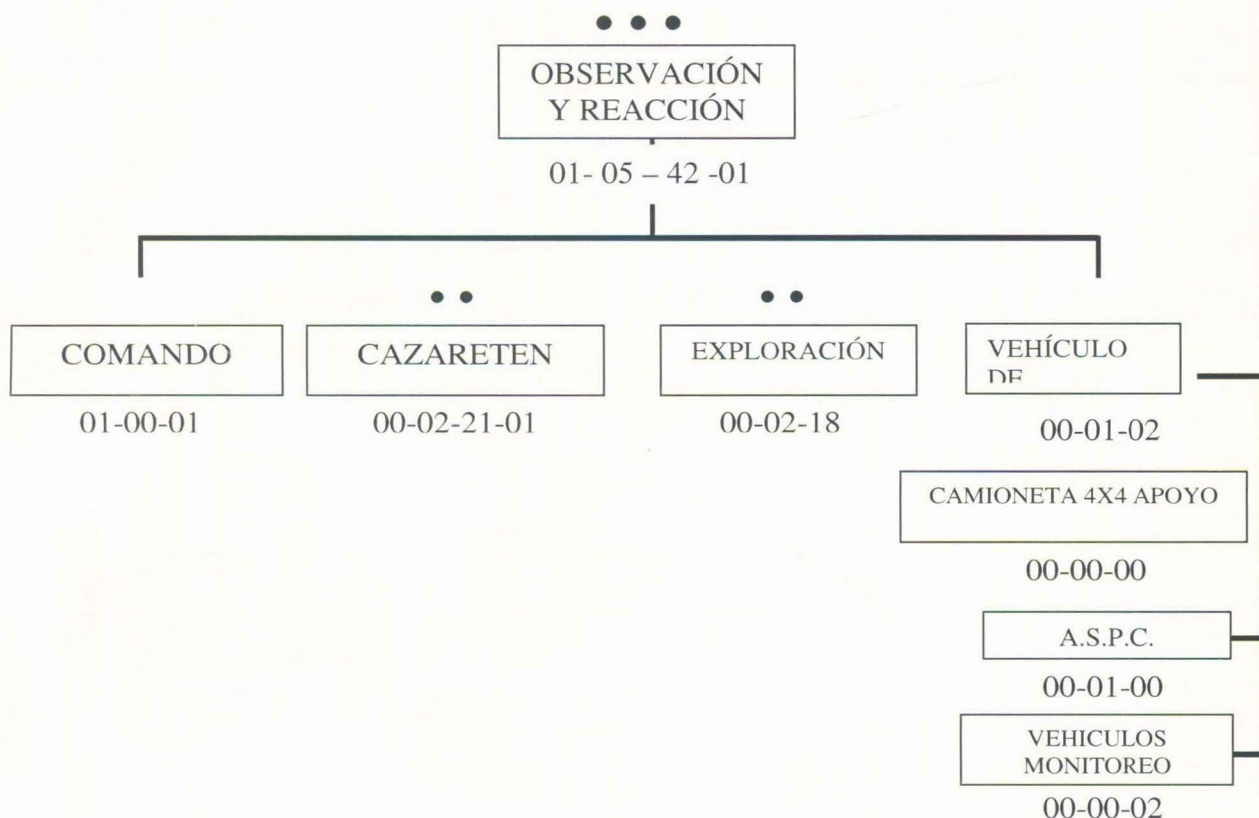 OBSERVACIÓN
Y REACCIÓN
01- 05 – 42 -01
COMANDO
01-00-01
CAZARETEN
00-02-21-01
EXPLORACIÓN
00-02-18
VEHÍCULO
DE
00-01-02
CAMIONETA 4X4 APOYO
00-00-00
A.S.P.C.
00-01-00
VEHICULOS
MONITOREO
00-00-02